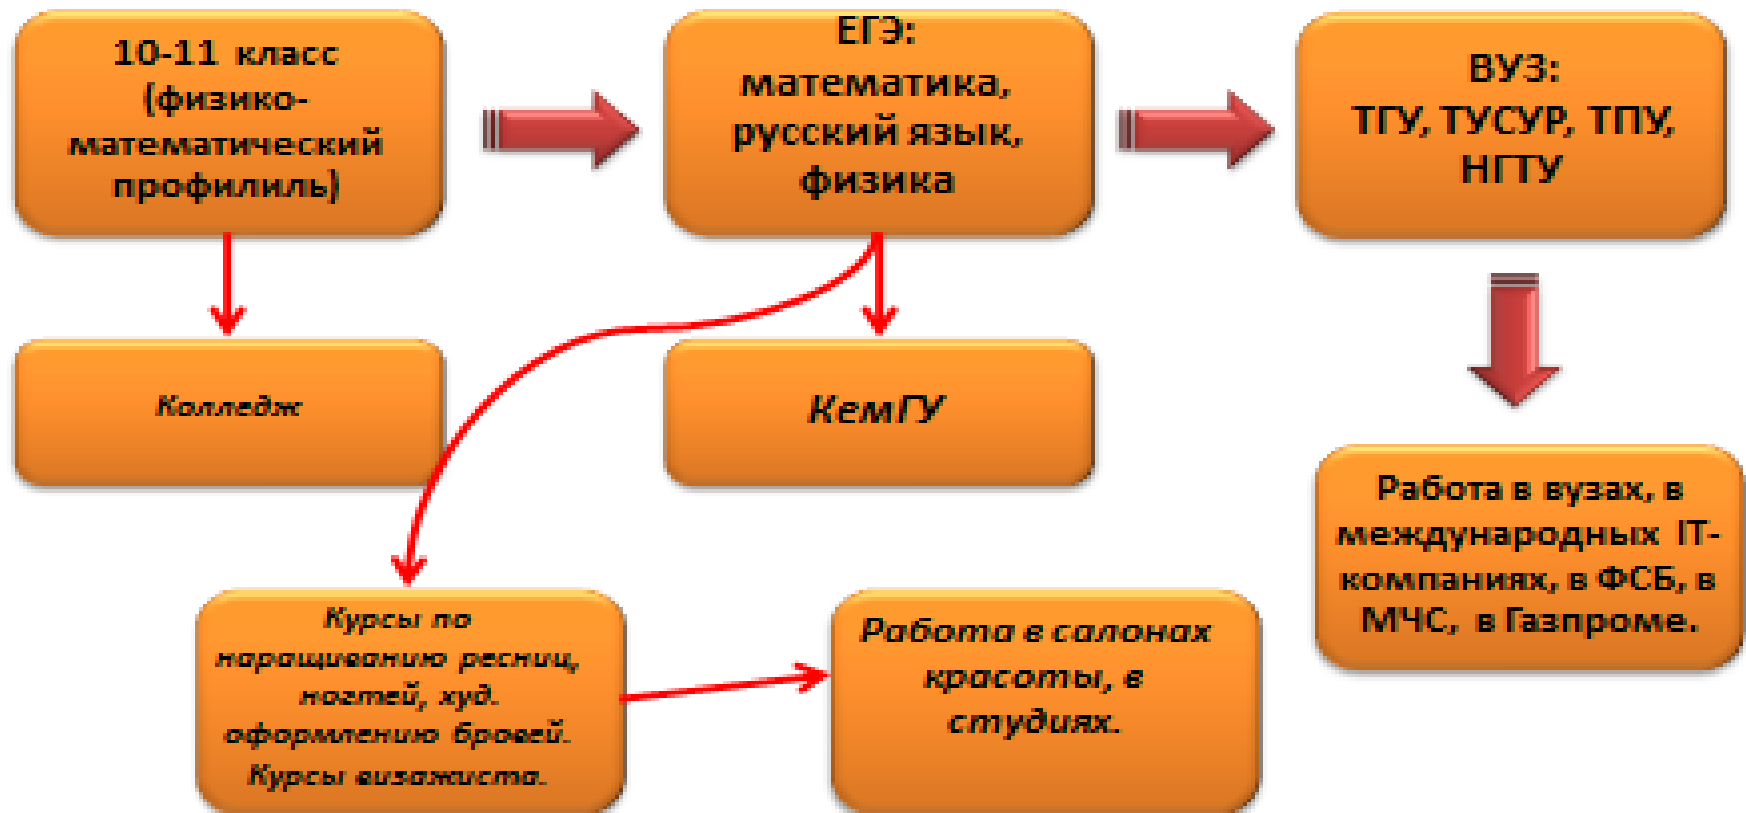 10-11 класс
(физико-
математический
профилиль)
ЕГЭ:
математика,
русский язык,
физика
ВУЗ:
ТГУ, ТУСУР, ТПУ,
НГТУ
Колледж
КемГУ
Работа в вузах, в
международных IT-
компаниях, в ФСБ, в
МЧС, в Газпроме.
Курсы по
наращиванию ресниц,
ногтей, худ.
оформлению бровей.
Курсы визажиста.
Работа в салонах
красоты, в
студиях.